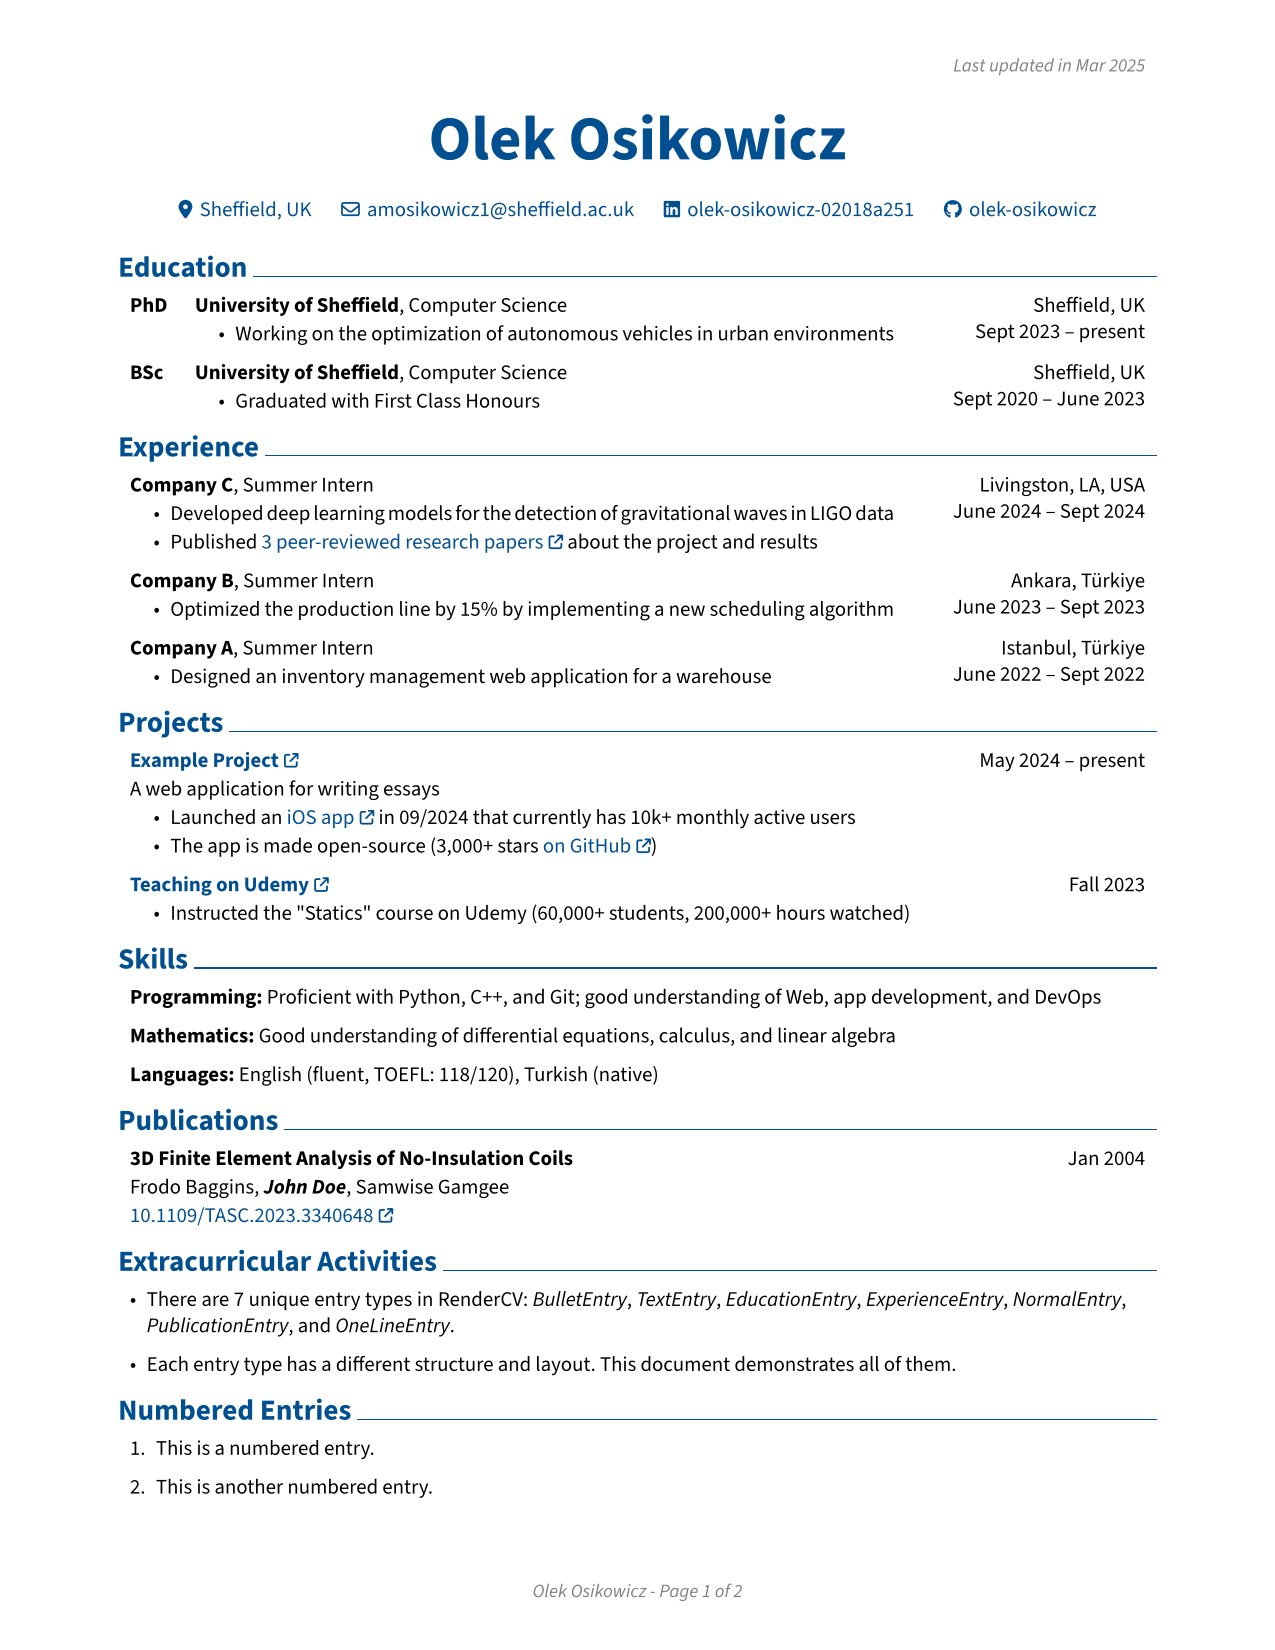 Last updated in Mar 2025
Olek Osikowicz
Sheffield, UK amosikowicz1@sheffield.ac.uk olek-osikowicz-02018a251 olek-osikowicz
Education
PhD University of Sheffield, Computer Science Sheffield, UK
• Working on the optimization of autonomous vehicles in urban environments Sept 2023 – present
BSc University of Sheffield, Computer Science Sheffield, UK
• Graduated with First Class Honours Sept 2020 – June 2023
Experience
Company C, Summer Intern Livingston, LA, USA
• Developed deep learning models for the detection of gravitational waves in LIGO data June 2024 – Sept 2024
• Published 3 peer-reviewed research papers about the project and results
Company B, Summer Intern Ankara, Türkiye
• Optimized the production line by 15% by implementing a new scheduling algorithm June 2023 – Sept 2023
Company A, Summer Intern Istanbul, Türkiye
• Designed an inventory management web application for a warehouse June 2022 – Sept 2022
Projects
Example Project May 2024 – present
A web application for writing essays
• Launched an iOS app in 09/2024 that currently has 10k+ monthly active users
• The app is made open-source (3,000+ stars on GitHub)
Teaching on Udemy Fall 2023
• Instructed the "Statics" course on Udemy (60,000+ students, 200,000+ hours watched)
Skills
Programming: Proficient with Python, C++, and Git; good understanding of Web, app development, and DevOps
Mathematics: Good understanding of differential equations, calculus, and linear algebra
Languages: English (fluent, TOEFL: 118/120), Turkish (native)
Publications
3D Finite Element Analysis of No-Insulation Coils Jan 2004
Frodo Baggins, John Doe, Samwise Gamgee
10.1109/TASC.2023.3340648
Extracurricular Activities
• There are 7 unique entry types in RenderCV: BulletEntry, TextEntry, EducationEntry, ExperienceEntry, NormalEntry,
PublicationEntry, and OneLineEntry.
• Each entry type has a different structure and layout. This document demonstrates all of them.
Numbered Entries
1. This is a numbered entry.
2. This is another numbered entry.
Olek Osikowicz - Page 1 of 2